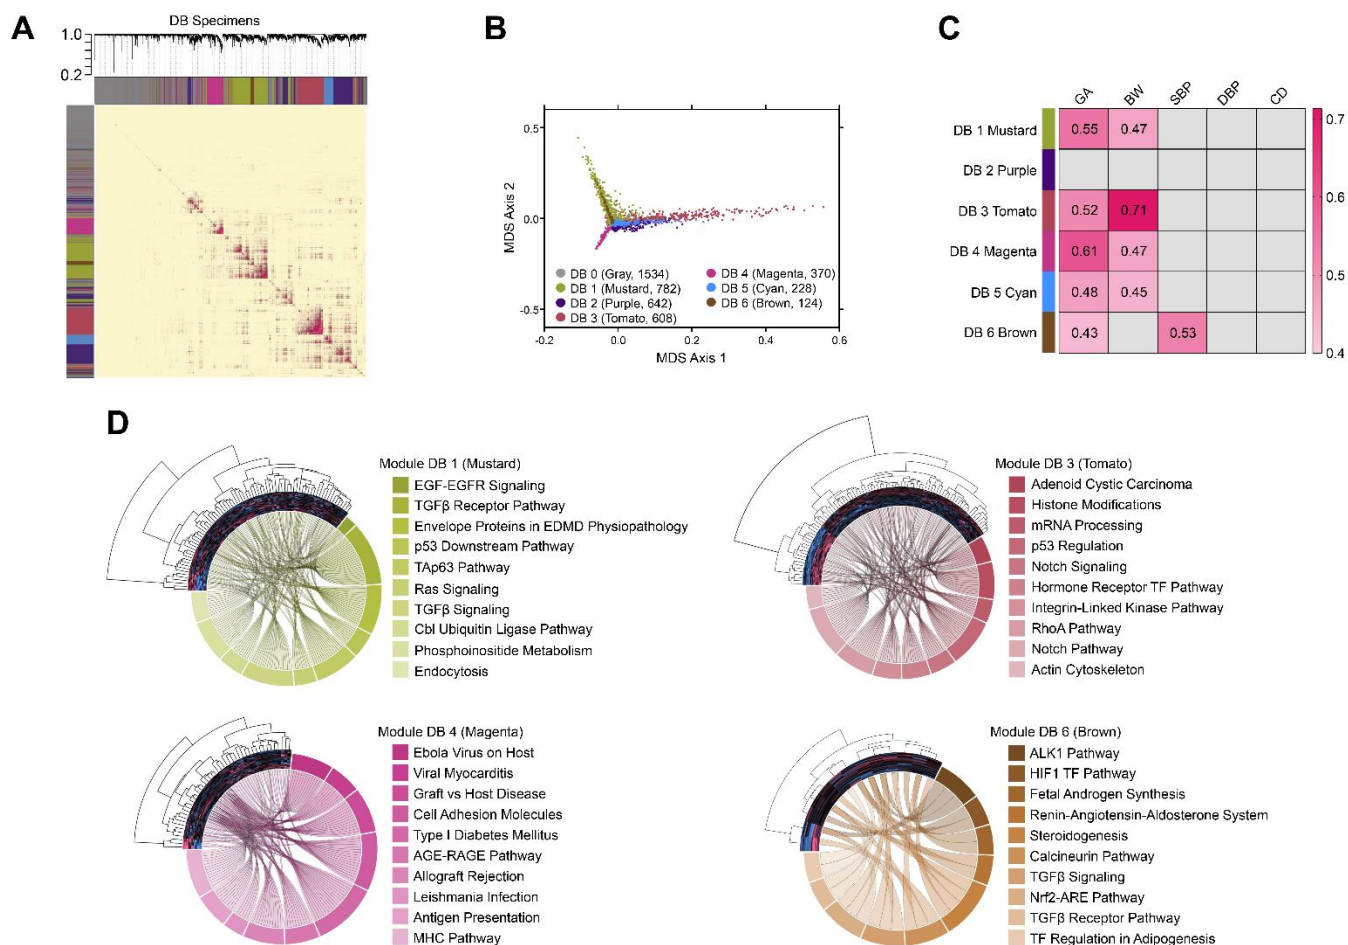 A
DB Specimens
1.0
0.2
B
MDS Axis 2
0.5
0.0
-0.5
-0.2
0.0
0.2
0.4
0.6
MDS Axis 1
DB 0 (Gray, 1534)
DB 1 (Mustard, 782)
DB 2 (Purple, 642)
DB 3 (Tomato, 608)
DB 4 (Magenta, 370)
DB 5 (Cyan, 228)
DB 6 (Brown, 124)
C
GA BW SBP DBP CD
DB 1 Mustard 0.55 0.47
DB 2 Purple
DB 3 Tomato 0.52 0.71
DB 4 Magenta 0.61 0.47
DB 5 Cyan 0.48 0.45
DB 6 Brown 0.43 0.53
0.7
0.6
0.5
0.4
D
Module DB 1 (Mustard)
EGF-EGFR Signaling
TGFβ Receptor Pathway
Envelope Proteins in EDMD Physiopathology
p53 Downstream Pathway
TAp63 Pathway
Ras Signaling
TGFβ Signaling
Cbl Ubiquitin Ligase Pathway
Phosphoinositide Metabolism
Endocytosis
Module DB 3 (Tomato)
Adenoid Cystic Carcinoma
Histone Modifications
mRNA Processing
p53 Regulation
Notch Signaling
Hormone Receptor TF Pathway
Integrin-Linked Kinase Pathway
RhoA Pathway
Notch Pathway
Actin Cytoskeleton
Module DB 4 (Magenta)
Ebola Virus on Host
Viral Myocarditis
Graft vs Host Disease
Cell Adhesion Molecules
Type I Diabetes Mellitus
AGE-RAGE Pathway
Allograft Rejection
Leishmania Infection
Antigen Presentation
MHC Pathway
Module DB 6 (Brown)
ALK1 Pathway
HIF1 TF Pathway
Fetal Androgen Synthesis
Renin-Angiotensin-Aldosterone System
Steroidogenesis
Calcineurin Pathway
TGFβ Signaling
Nrf2-ARE Pathway
TGFβ Receptor Pathway
TF Regulation in Adipogenesis